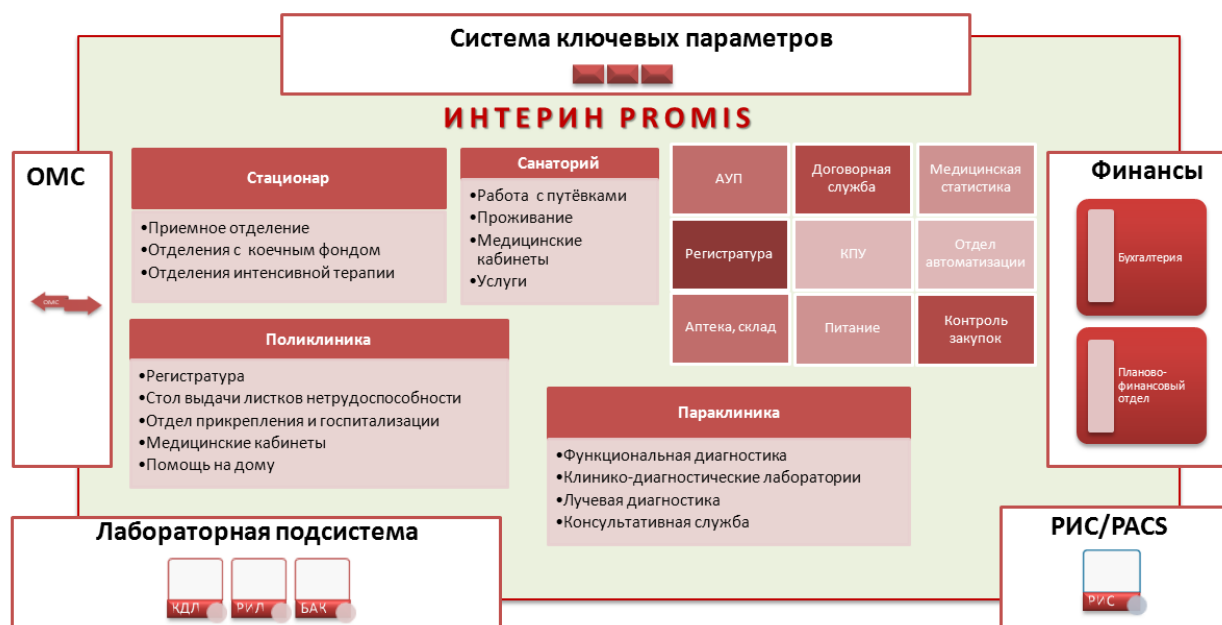 Система ключевых параметров
ИНТЕРИН PROMIS
ОМС
ОМС
Стационар
•Приемное отделение
•Отделения с коечным фондом
•Отделения интенсивной терапии
Санаторий
•Работа с путёвками
•Проживание
•Медицинские
кабинеты
•Услуги
АУП
Договорная
служба
Медицинская
статистика
Регистратура
КПУ
Отдел
автоматизации
Аптека, склад
Питание
Контроль
закупок
Финансы
Бухгалтерия
Планово-
финансовый
отдел
Поликлиника
•Регистратура
•Стол выдачи листков нетрудоспособности
•Отдел прикрепления и госпитализации
•Медицинские кабинеты
•Помощь на дому
Параклиника
•Функциональная диагностика
•Клинико-диагностические лаборатории
•Лучевая диагностика
•Консультативная служба
Лабораторная подсистема
КДЛ
РИЛ
БАК
РИС/PACS
РИС